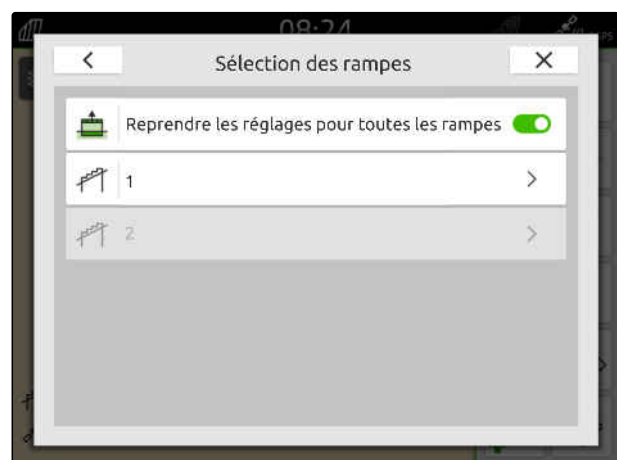 08:24
Sélection des rampes
Reprendre les réglages pour toutes les rampes
1
2